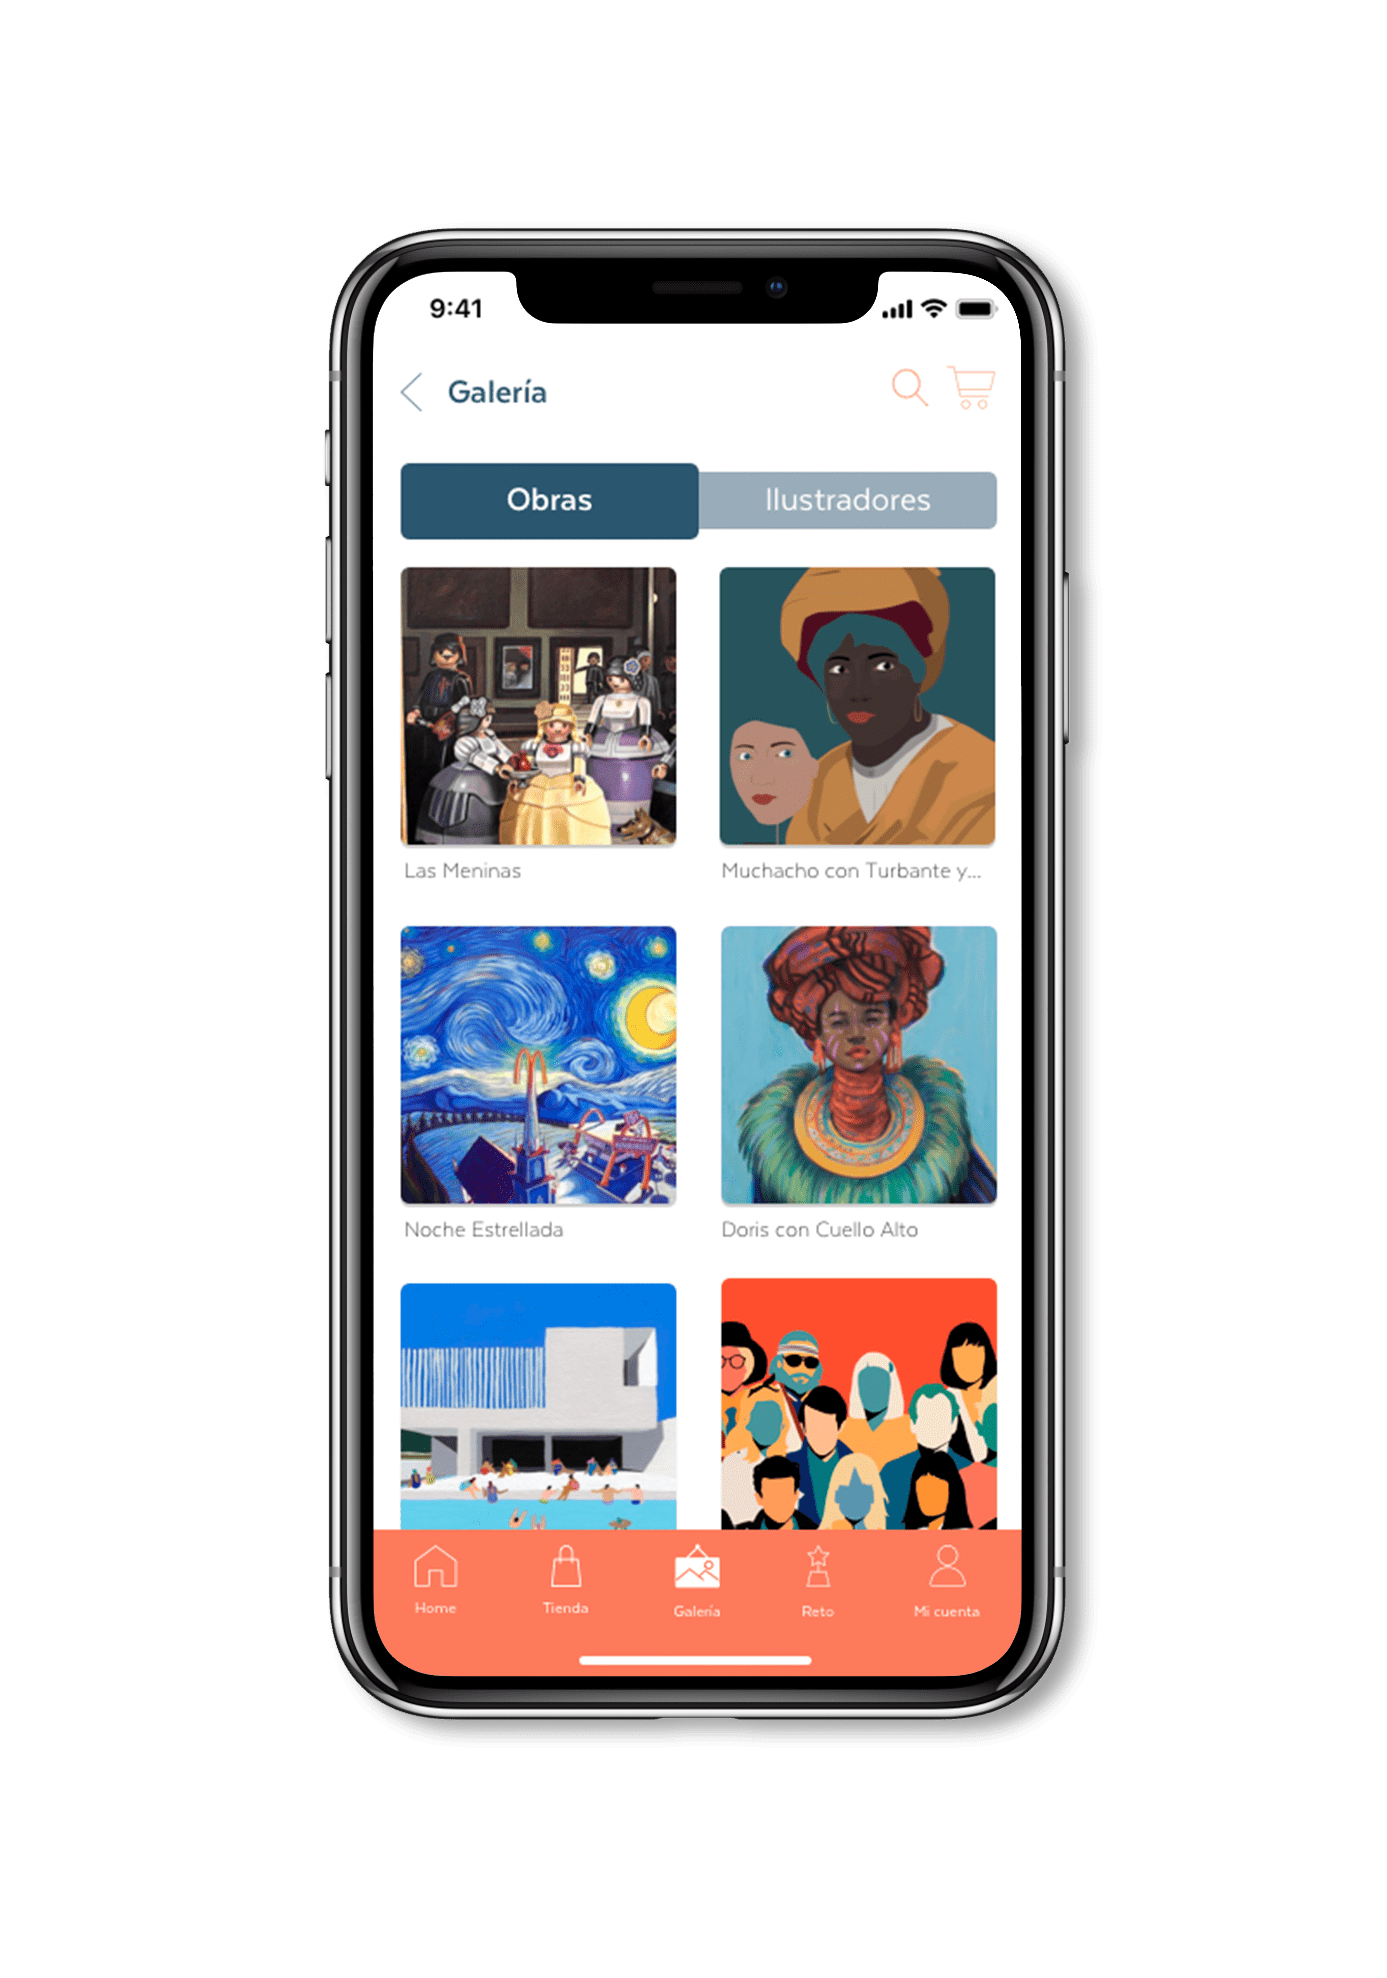 9:41
Galería
Obras
Ilustradores
Las Meninas
Muchacho con Turbante y...
Noche Estrellada
Doris con Cuello Alto
Home
Tienda
Galería
Reto
Mi cuenta